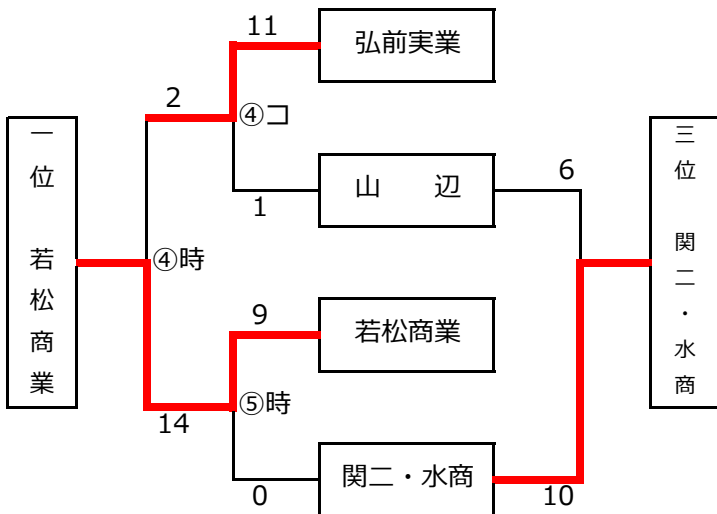 11
弘前実業
2
④コ
一位 若松商業
1
山 辺
6
三位 関二・水商
④時
9
若松商業
14
⑤時
0
関二・水商
10